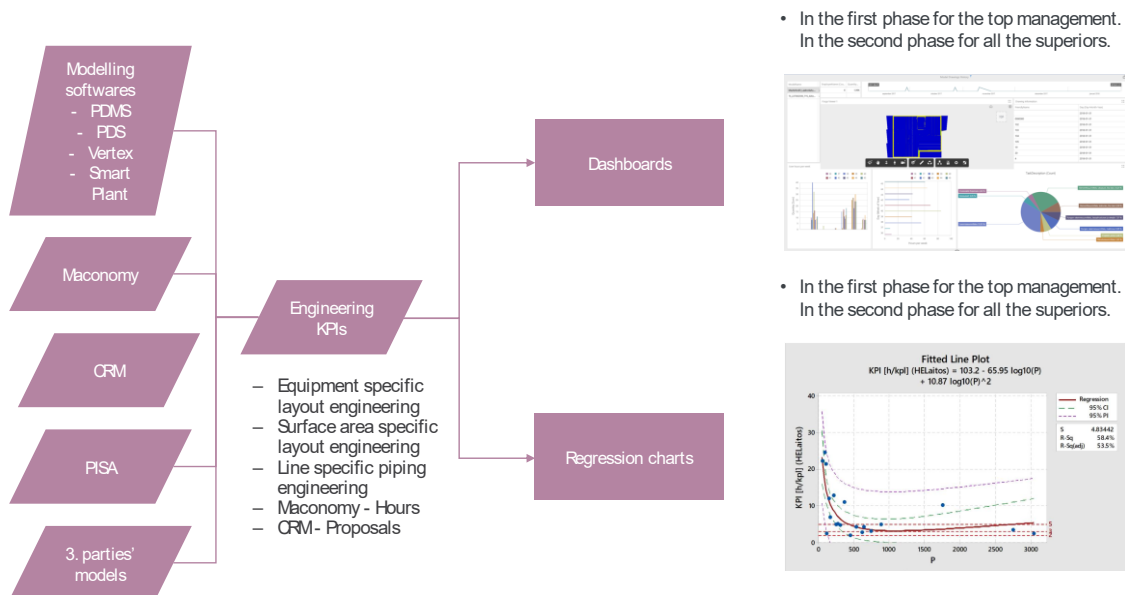 Modelling
softwares
- PDMS
- PDS
- Vertex
- Smart
Plant
Maconomy
CRM
PISA
3. parties’
models
Engineering
KPIs
– Equipment specific
layout engineering
– Surface area specific
layout engineering
– Line specific piping
engineering
– Maconomy - Hours
– CRM - Proposals
Dashboards
Regression charts
• In the first phase for the top management.
In the second phase for all the superiors.
• In the first phase for the top management.
In the second phase for all the superiors.
Fitted Line Plot
KPI [h/kpl] (HELaitos) = 103.2 - 65.95 log10(P)
+ 10.87 log10(P)^2
KPI [h/kpl] (HELaitos)
40
30
20
10
0
0 500 1000 1500 2000 2500 3000
P
5
3
2
Regression
95% CI
95% PI
S 4.83442
R-Sq 58.4%
R-Sq(adj) 53.5%